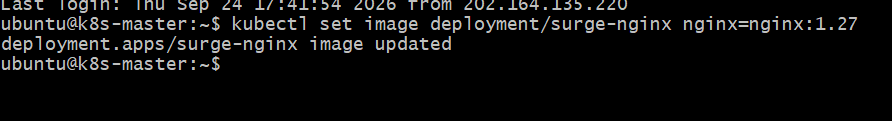 Last login: Thu Sep 24 17:41:54 2026 from 202.164.135.220
ubuntu@k8s-master:~$ kubectl set image deployment/surge-nginx nginx=nginx:1.27
deployment.apps/surge-nginx image updated
ubuntu@k8s-master:~$